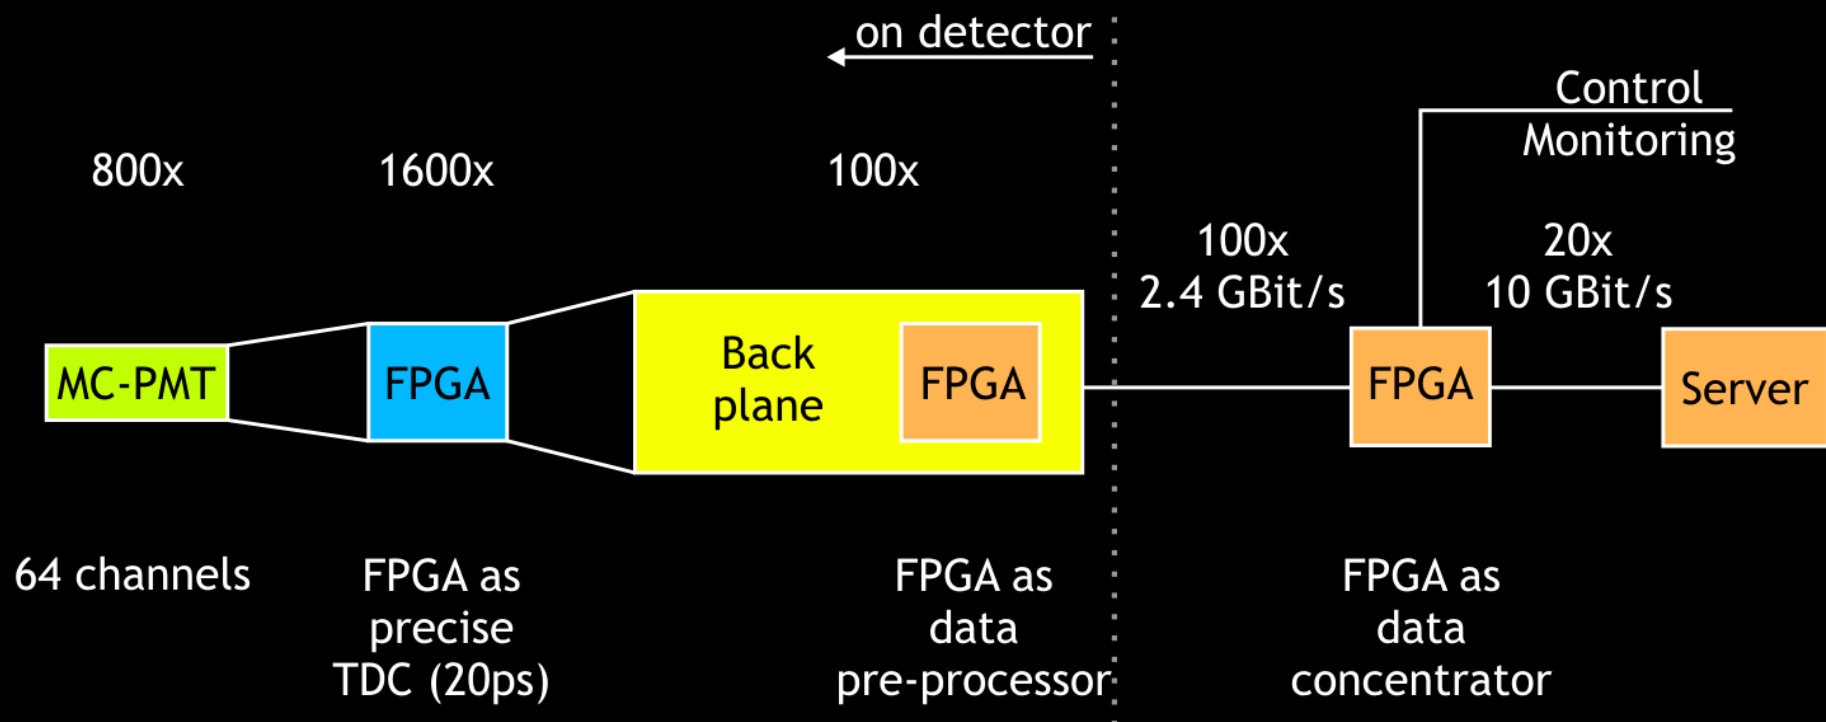 on detector
Control
Monitoring
800x
1600x
100x
100x
2.4 GBit/s
20x
10 GBit/s
MC-PMT
FPGA
Back
plane
FPGA
FPGA
Server
64 channels
FPGA as
precise
TDC (20ps)
FPGA as
data
pre-processor
FPGA as
data
concentrator